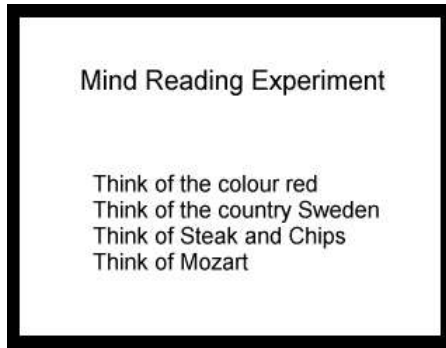 Mind Reading Experiment
Think of the colour red
Think of the country Sweden
Think of Steak and Chips
Think of Mozart